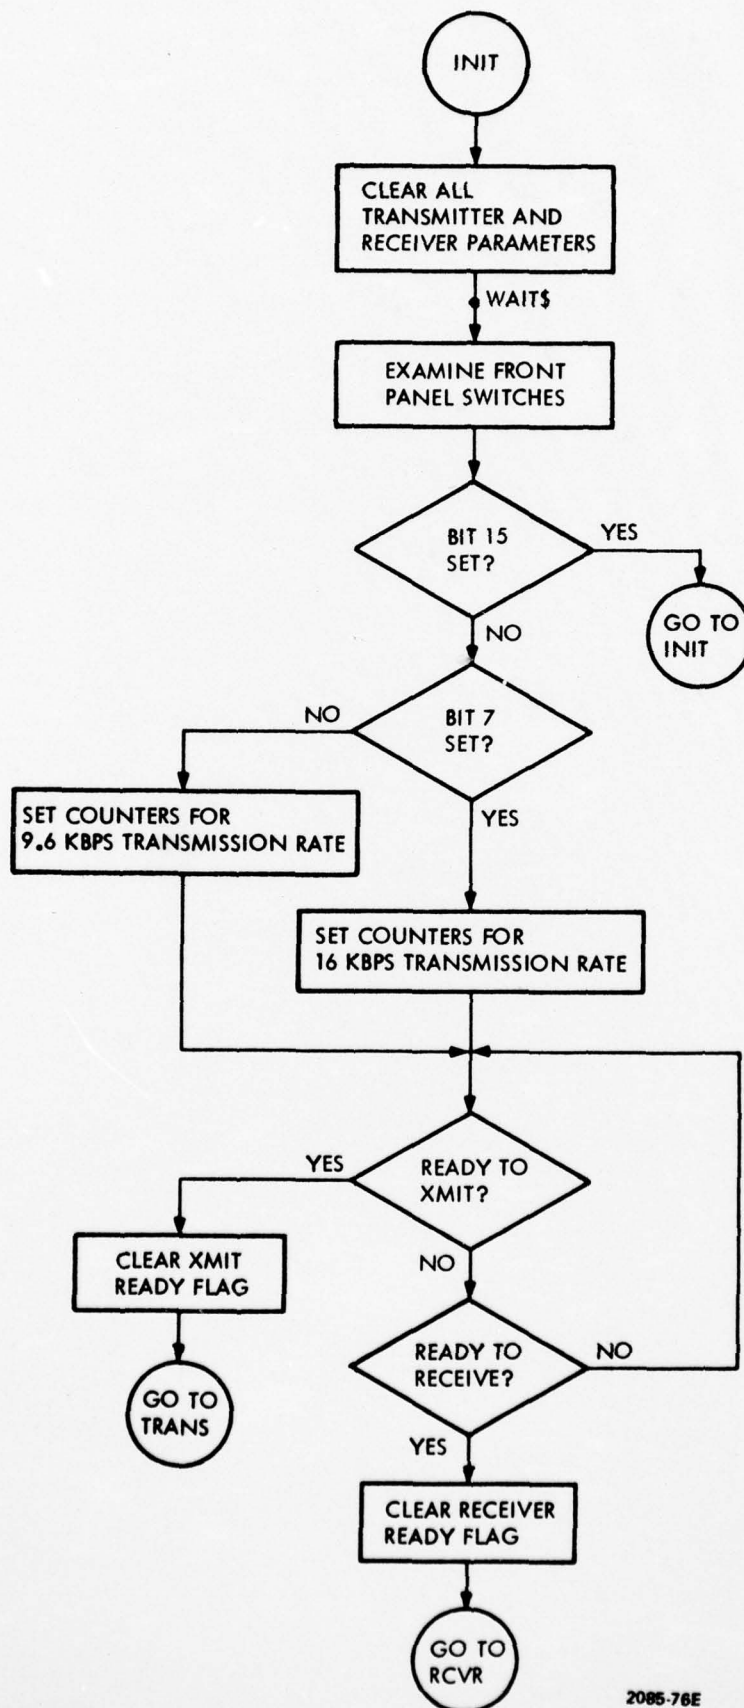 INIT
CLEAR ALL
TRANSMITTER AND
RECEIVER PARAMETERS
WAIT$
EXAMINE FRONT
PANEL SWITCHES
BIT 15
SET?
YES
GO TO
INIT
NO
BIT 7
SET?
NO
YES
SET COUNTERS FOR
9.6 KBPS TRANSMISSION RATE
SET COUNTERS FOR
16 KBPS TRANSMISSION RATE
READY TO
XMIT?
YES
NO
CLEAR XMIT
READY FLAG
GO TO
TRANS
READY TO
RECEIVE?
NO
YES
CLEAR RECEIVER
READY FLAG
GO TO
RCVR
2085-76E